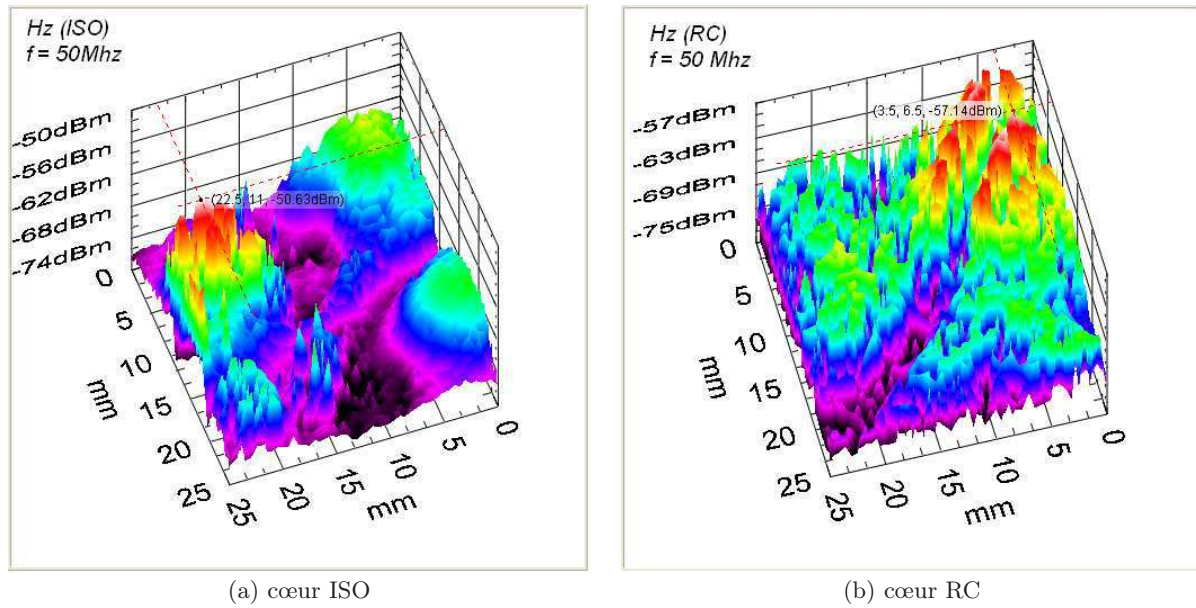 Hz (ISO)
f = 50Mhz
-50dBm
-56dBm
-62dBm
-68dBm
-74dBm
(22.5, 11, -50.63dBm)
0
5
10
15
20
25
mm
25
20
15
10
5
0
mm
(a) cœur ISO
Hz (RC)
f = 50 Mhz
-57dBm
-63dBm
-69dBm
-75dBm
(3.5, 6.5, -57.14dBm)
0
5
10
15
20
25
mm
25
20
15
10
5
0
mm
(b) cœur RC